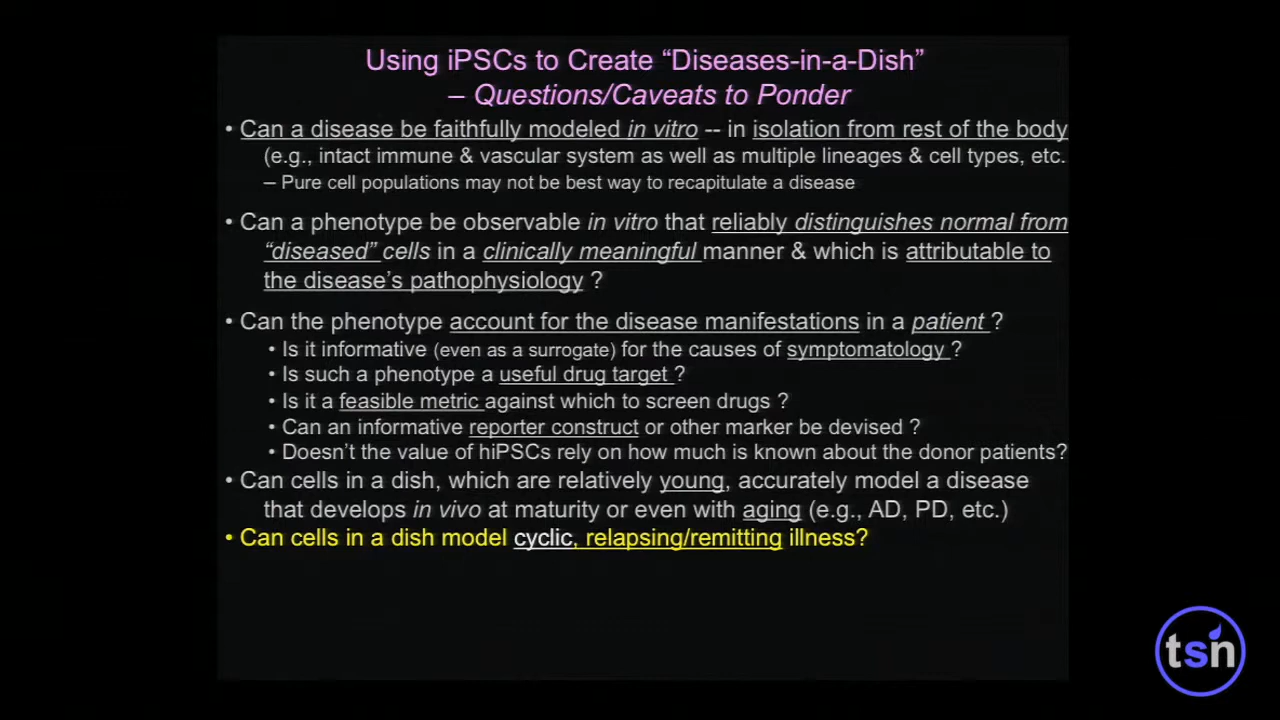 Using iPSCs to Create “Diseases-in-a-Dish”
– Questions/Caveats to Ponder
• Can a disease be faithfully modeled in vitro -- in isolation from rest of the body
(e.g., intact immune & vascular system as well as multiple lineages & cell types, etc.
– Pure cell populations may not be best way to recapitulate a disease
• Can a phenotype be observable in vitro that reliably distinguishes normal from
“diseased” cells in a clinically meaningful manner & which is attributable to
the disease’s pathophysiology ?
• Can the phenotype account for the disease manifestations in a patient ?
• Is it informative (even as a surrogate) for the causes of symptomatology ?
• Is such a phenotype a useful drug target ?
• Is it a feasible metric against which to screen drugs ?
• Can an informative reporter construct or other marker be devised ?
• Doesn’t the value of hiPSCs rely on how much is known about the donor patients?
• Can cells in a dish, which are relatively young, accurately model a disease
that develops in vivo at maturity or even with aging (e.g., AD, PD, etc.)
• Can cells in a dish model cyclic, relapsing/remitting illness?
tsn